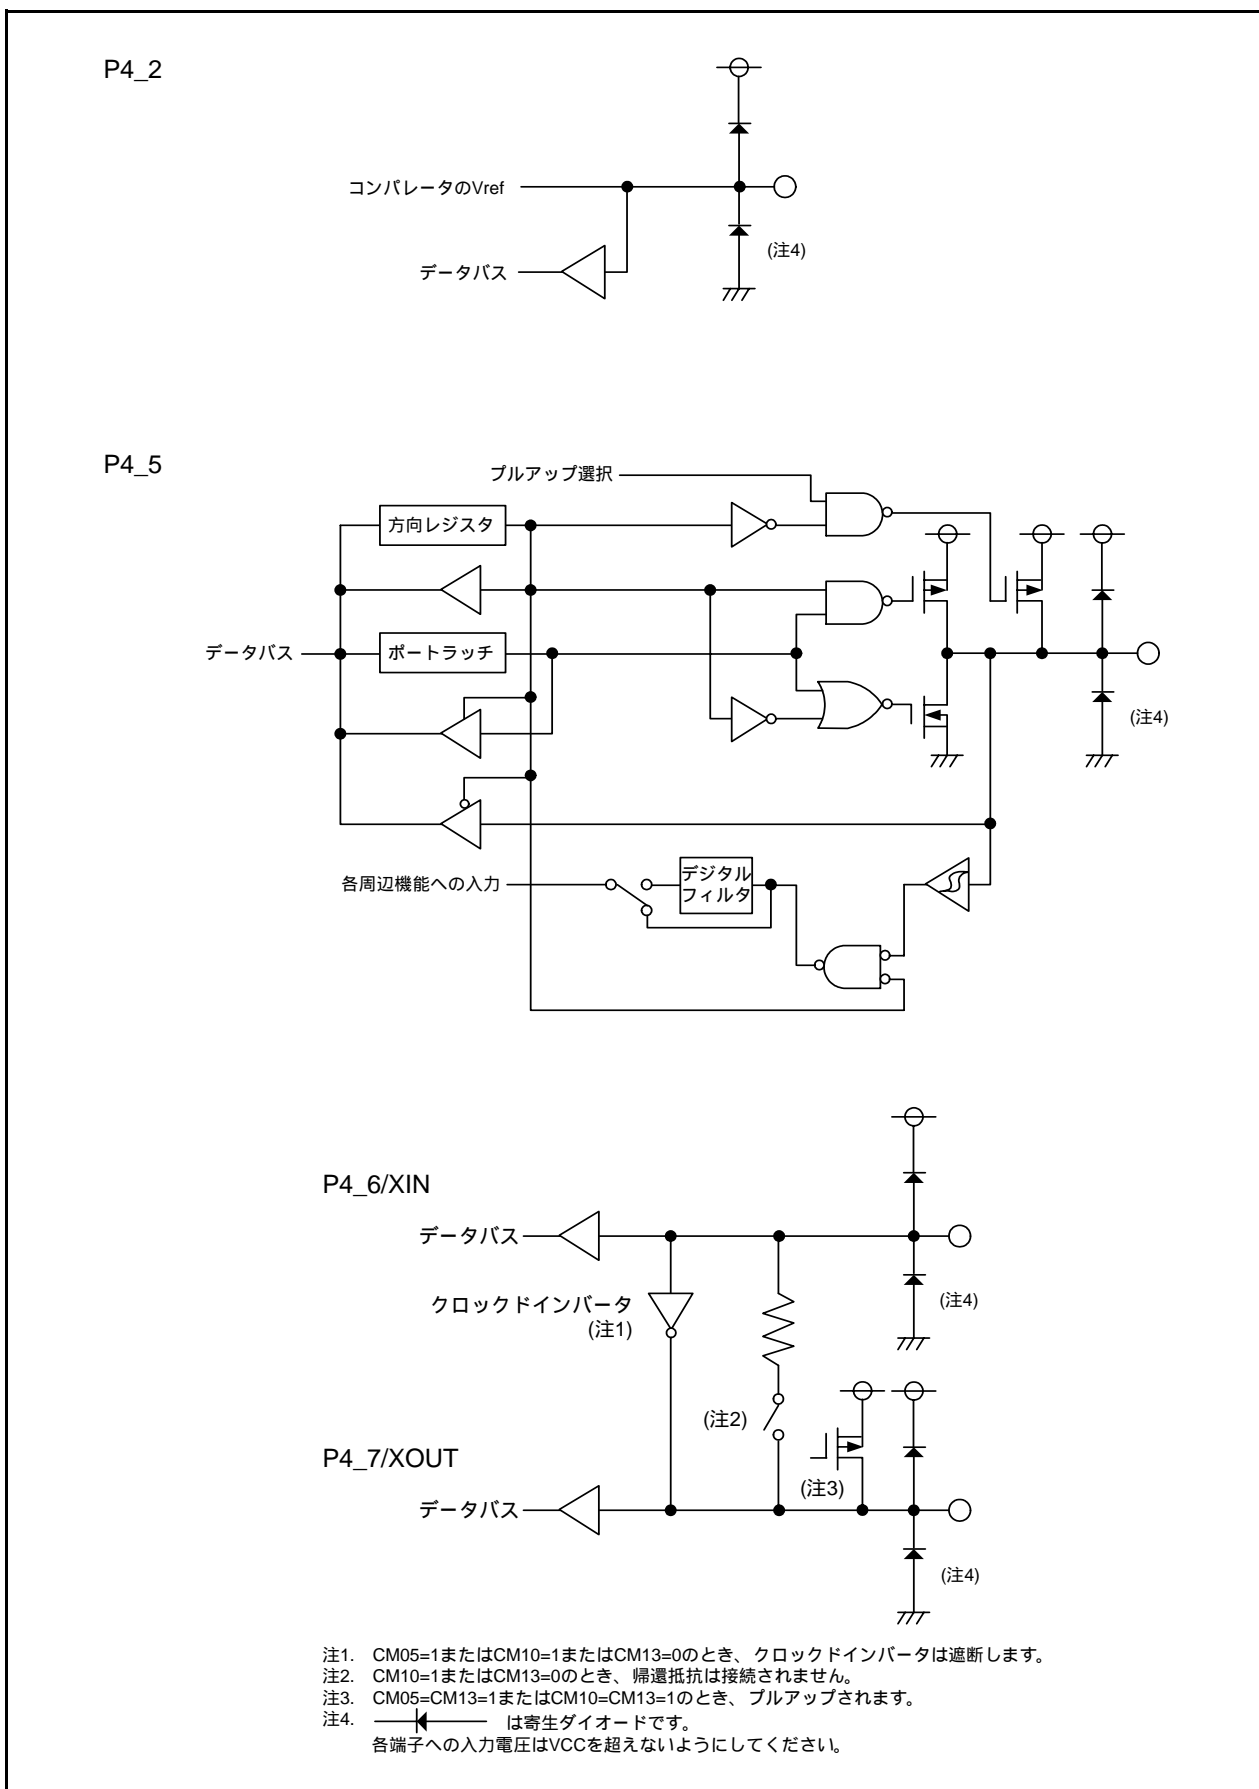 P4_2
コンパレータのVref
データバス
(注4)
P4_5
プルアップ選択
方向レジスタ
データバス
ポートラッチ
(注4)
各周辺機能への入力
デジタル
フィルタ
P4_6/XIN
データバス
クロックドインバータ
(注1)
(注4)
(注2)
(注3)
P4_7/XOUT
データバス
(注4)
注1. CM05=1またはCM10=1またはCM13=0のとき、クロックドインバータは遮断します。
注2. CM10=1またはCM13=0のとき、帰還抵抗は接続されません。
注3. CM05=CM13=1またはCM10=CM13=1のとき、プルアップされます。
注4. は寄生ダイオードです。
各端子への入力電圧はVCCを超えないようにしてください。